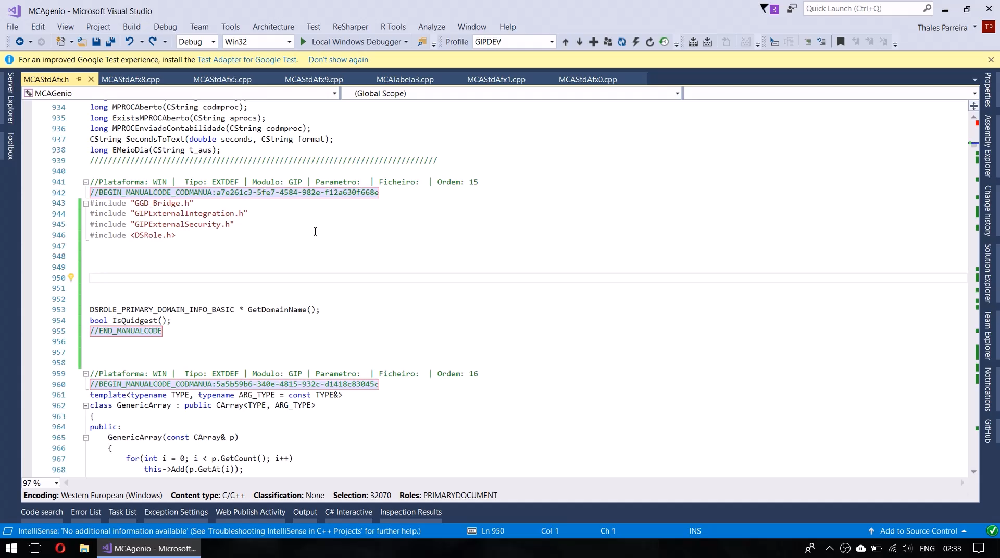 MCAgenio - Microsoft Visual Studio
3
Quick Launch (Ctrl+Q)
File Edit View Project Build Debug Team Tools Architecture Test ReSharper R Tools Analyze Window Help
Thales Parreira TP
Debug Win32 Local Windows Debugger Profile GIPDEV
For an improved Google Test experience, install the Test Adapter for Google Test. Don't show again
MCAStdAfx.h MCAStdAfx8.cpp MCAStdAfx5.cpp MCAStdAfx9.cpp MCATabela3.cpp MCAStdAfx1.cpp MCAStdAfx0.cpp
MCAGenio (Global Scope)
Server Explorer
Toolbox
934 long MPROCAberto(CString codmproc);
935 long ExistsMPROCAberto(CString aprocs);
936 long MPROCEnviadoContabilidade(CString codmproc);
937 CString SecondsToText(double seconds, CString format);
938 long EMeioDia(CString t_aus);
939 /////////////////////////////////////////////////////////////////////////////
940
941 //Plataforma: WIN | Tipo: EXTDEF | Modulo: GIP | Parametro: | Ficheiro: | Ordem: 15
942 //BEGIN_MANUALCODE_CODMANUA:a7e261c3-5fe7-4584-982e-f12a630f668e
943 #include "GGD_Bridge.h"
944 #include "GIPExternalIntegration.h"
945 #include "GIPExternalSecurity.h"
946 #include <DSRole.h>
947
948
949
950
951
952
953 DSROLE_PRIMARY_DOMAIN_INFO_BASIC * GetDomainName();
954 bool IsQuidgest();
955 //END_MANUALCODE
956
957
958
959 //Plataforma: WIN | Tipo: EXTDEF | Modulo: GIP | Parametro: | Ficheiro: | Ordem: 16
960 //BEGIN_MANUALCODE_CODMANUA:5a5b59b6-340e-4815-932c-d1418c83045c
961 template<typename TYPE, typename ARG_TYPE = const TYPE&>
962 class GenericArray : public CArray<TYPE, ARG_TYPE>
963 {
964 public:
965 GenericArray(const CArray& p)
966 {
967 for(int i = 0; i < p.GetCount(); i++)
968 this->Add(p.GetAt(i));
Properties
Assembly Explorer
Change history
Solution Explorer
Team Explorer
Notifications
GitHub
97 %
Encoding: Western European (Windows) Content type: C/C++ Classification: None Selection: 32070 Roles: PRIMARYDOCUMENT
Code search Error List Task List Exception Settings Web Publish Activity Output C# Interactive Inspection Results
IntelliSense: 'No additional information available' (See 'Troubleshooting IntelliSense in C++ Projects' for further help.) Ln 950 Col 1 Ch 1 INS Add to Source Control
MCAgenio - Microsoft... ENG 02:33